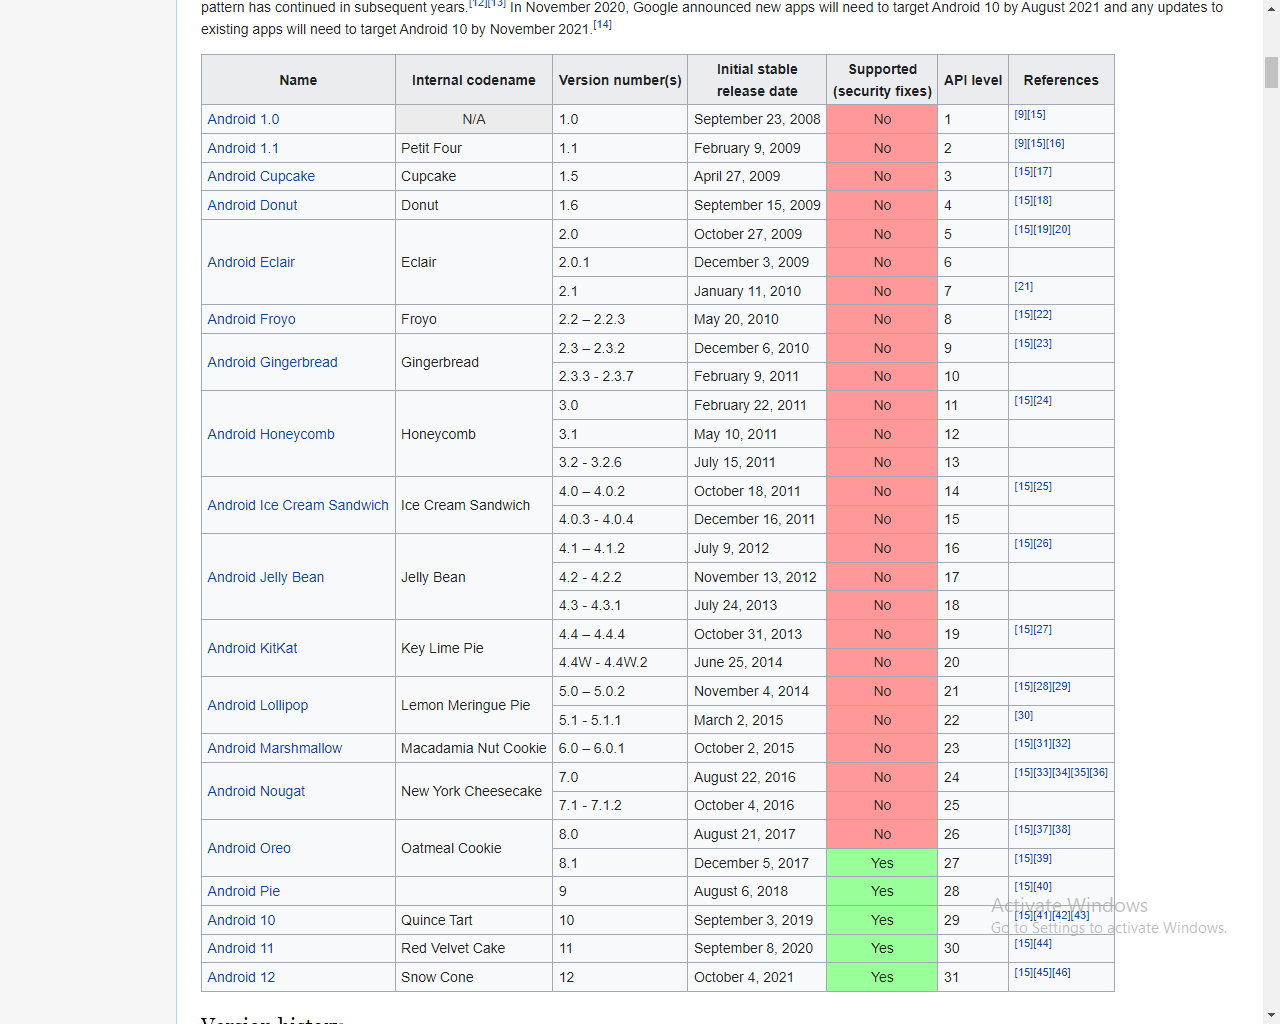 pattern has continued in subsequent years.[12][13] In November 2020, Google announced new apps will need to target Android 10 by August 2021 and any updates to
existing apps will need to target Android 10 by November 2021.[14]
Name Internal codename Version number(s) Initial stable release date Supported (security fixes) API level References
Android 1.0 N/A 1.0 September 23, 2008 No 1 [9][15]
Android 1.1 Petit Four 1.1 February 9, 2009 No 2 [9][15][16]
Android Cupcake Cupcake 1.5 April 27, 2009 No 3 [15][17]
Android Donut Donut 1.6 September 15, 2009 No 4 [15][18]
Android Eclair Eclair 2.0 October 27, 2009 No 5 [15][19][20]
2.0.1 December 3, 2009 No 6
2.1 January 11, 2010 No 7 [21]
Android Froyo Froyo 2.2 – 2.2.3 May 20, 2010 No 8 [15][22]
Android Gingerbread Gingerbread 2.3 – 2.3.2 December 6, 2010 No 9 [15][23]
2.3.3 - 2.3.7 February 9, 2011 No 10
Android Honeycomb Honeycomb 3.0 February 22, 2011 No 11 [15][24]
3.1 May 10, 2011 No 12
3.2 - 3.2.6 July 15, 2011 No 13
Android Ice Cream Sandwich Ice Cream Sandwich 4.0 – 4.0.2 October 18, 2011 No 14 [15][25]
4.0.3 - 4.0.4 December 16, 2011 No 15
Android Jelly Bean Jelly Bean 4.1 – 4.1.2 July 9, 2012 No 16 [15][26]
4.2 - 4.2.2 November 13, 2012 No 17
4.3 - 4.3.1 July 24, 2013 No 18
Android KitKat Key Lime Pie 4.4 – 4.4.4 October 31, 2013 No 19 [15][27]
4.4W - 4.4W.2 June 25, 2014 No 20
Android Lollipop Lemon Meringue Pie 5.0 – 5.0.2 November 4, 2014 No 21 [15][28][29]
5.1 - 5.1.1 March 2, 2015 No 22 [30]
Android Marshmallow Macadamia Nut Cookie 6.0 – 6.0.1 October 2, 2015 No 23 [15][31][32]
Android Nougat New York Cheesecake 7.0 August 22, 2016 No 24 [15][33][34][35][36]
7.1 - 7.1.2 October 4, 2016 No 25
Android Oreo Oatmeal Cookie 8.0 August 21, 2017 No 26 [15][37][38]
8.1 December 5, 2017 Yes 27 [15][39]
Android Pie 9 August 6, 2018 Yes 28 [15][40]
Activate Windows
Android 10 Quince Tart 10 September 3, 2019 Yes 29 [15][41][42][43]
Go to Settings to activate Windows.
Android 11 Red Velvet Cake 11 September 8, 2020 Yes 30 [15][44]
Android 12 Snow Cone 12 October 4, 2021 Yes 31 [15][45][46]
Version history